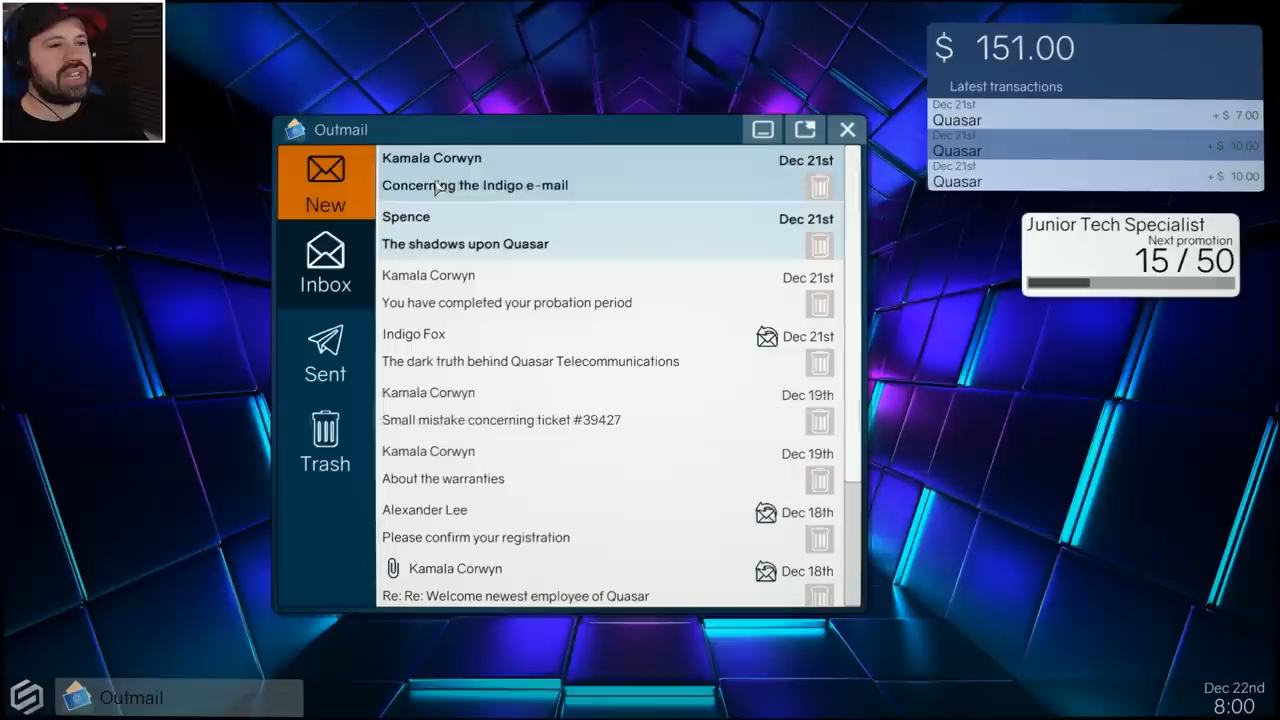 Outmail
New
Inbox
Sent
Trash
Kamala Corwyn Dec 21st
Concerning the Indigo e-mail
Spence Dec 21st
The shadows upon Quasar
Kamala Corwyn Dec 21st
You have completed your probation period
Indigo Fox Dec 21st
The dark truth behind Quasar Telecommunications
Kamala Corwyn Dec 19th
Small mistake concerning ticket #39427
Kamala Corwyn Dec 19th
About the warranties
Alexander Lee Dec 18th
Please confirm your registration
Kamala Corwyn Dec 18th
Re: Re: Welcome newest employee of Quasar
$ 151.00
Latest transactions
Dec 21st
Quasar + $ 7.00
Dec 21st
Quasar + $ 10.00
Dec 21st
Quasar + $ 10.00
Junior Tech Specialist
Next promotion
15 / 50
Outmail
Dec 22nd
8:00